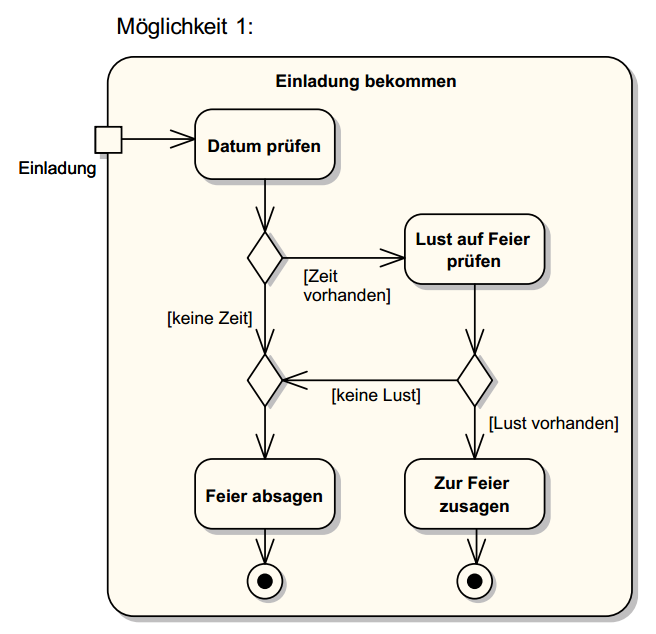 Möglichkeit 1:
Einladung bekommen
Datum prüfen
Einladung
Lust auf Feier
prüfen
[Zeit
vorhanden]
[keine Zeit]
[keine Lust]
[Lust vorhanden]
Feier absagen
Zur Feier
zusagen